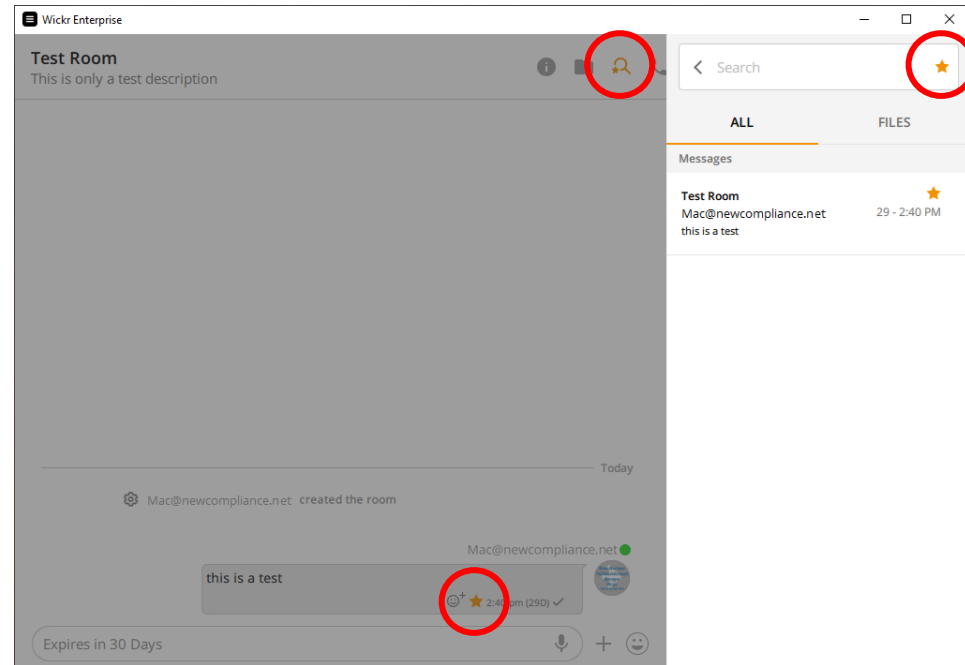 Wickr Enterprise
Test Room
This is only a test description
Today
Mac@newcompliance.net created the room
Mac@newcompliance.net
this is a test
2:40 pm (29D)
Expires in 30 Days
Search
ALL FILES
Messages
Test Room
Mac@newcompliance.net 29 - 2:40 PM
this is a test